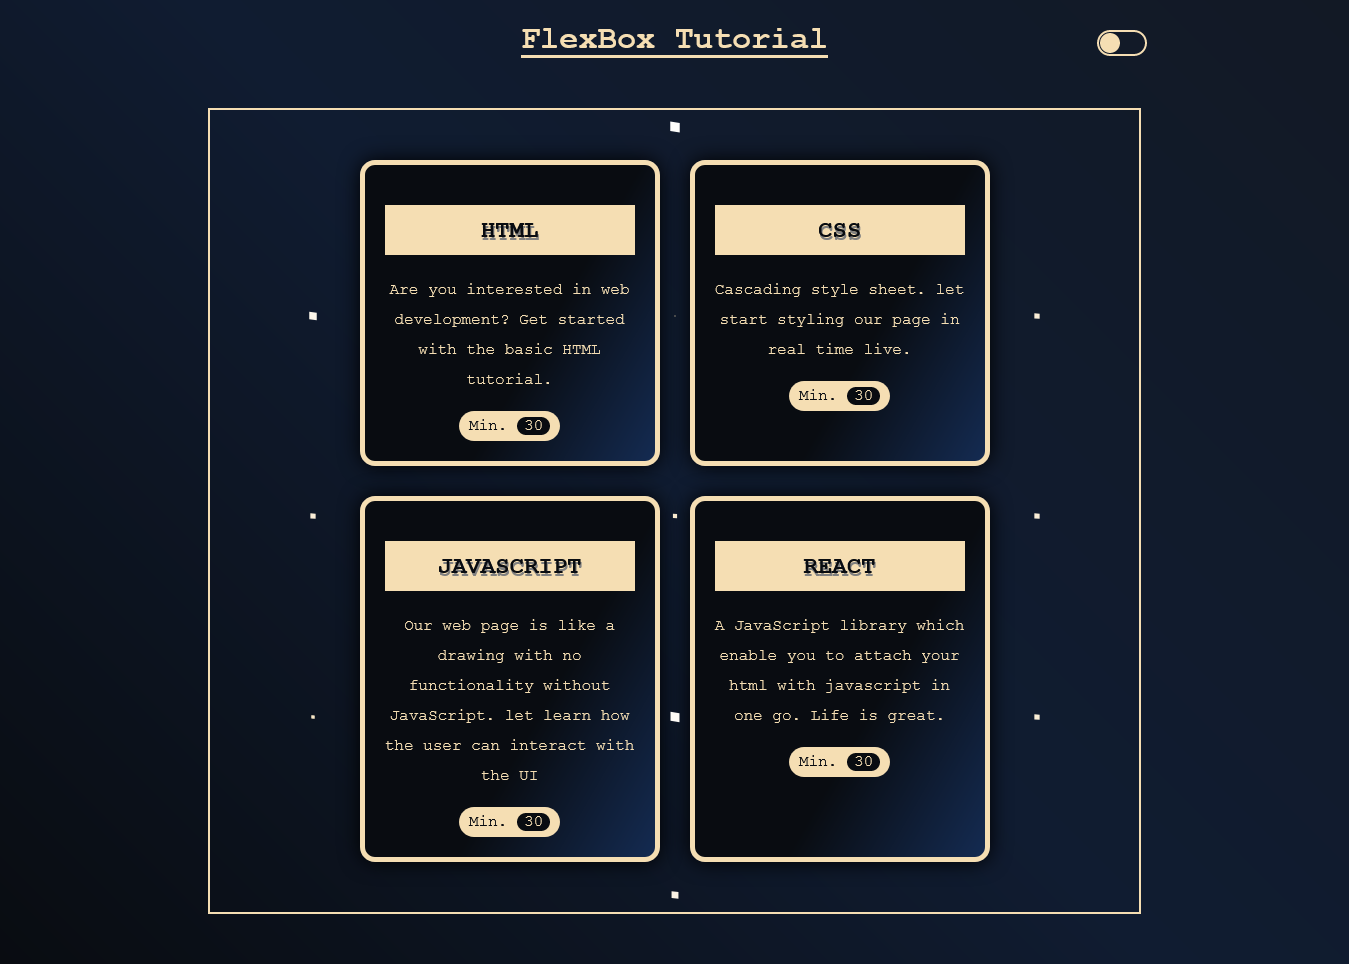 FlexBox Tutorial
HTML
Are you interested in web
development? Get started
with the basic HTML
tutorial.
Min. 30
CSS
Cascading style sheet. let
start styling our page in
real time live.
Min. 30
JAVASCRIPT
Our web page is like a
drawing with no
functionality without
JavaScript. let learn how
the user can interact with
the UI
Min. 30
REACT
A JavaScript library which
enable you to attach your
html with javascript in
one go. Life is great.
Min. 30